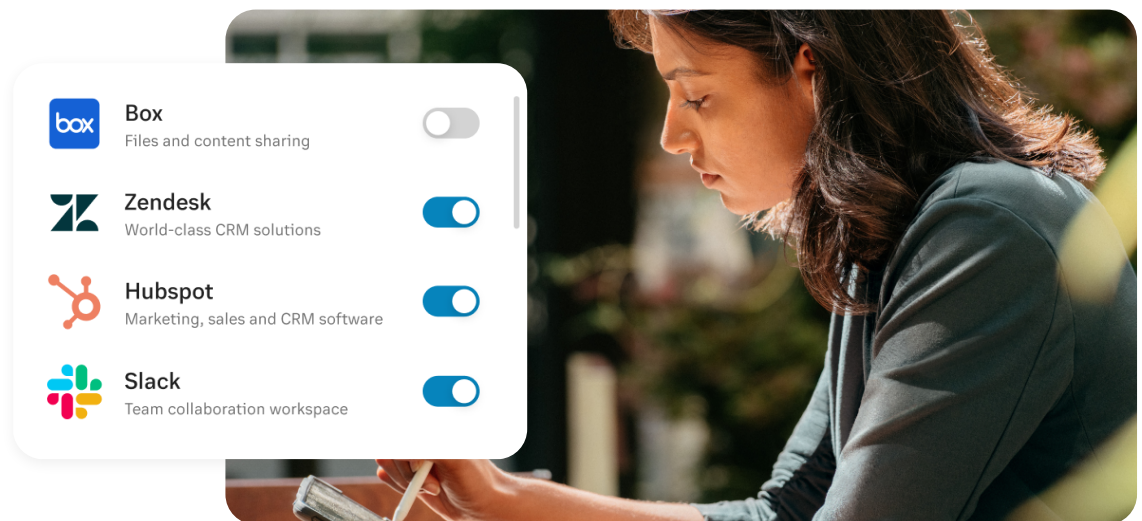 box
Box
Files and content sharing
Zendesk
World-class CRM solutions
Hubspot
Marketing, sales and CRM software
Slack
Team collaboration workspace